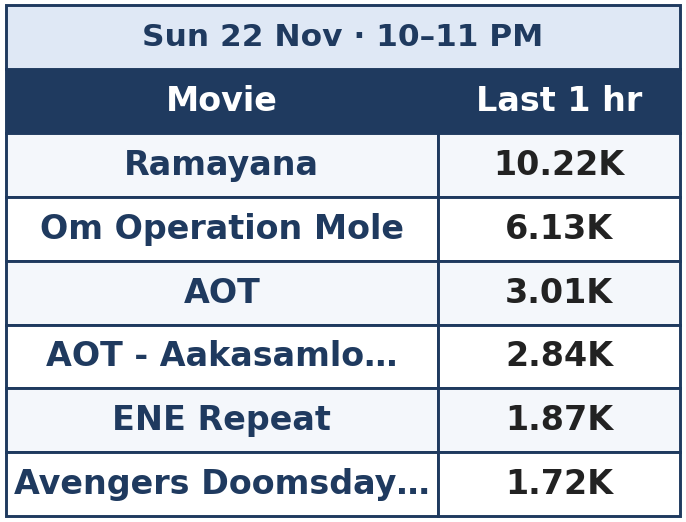 Sun 22 Nov · 10–11 PM
Movie Last 1 hr
Ramayana 10.22K
Om Operation Mole 6.13K
AOT 3.01K
AOT - Aakasamlo... 2.84K
ENE Repeat 1.87K
Avengers Doomsday... 1.72K